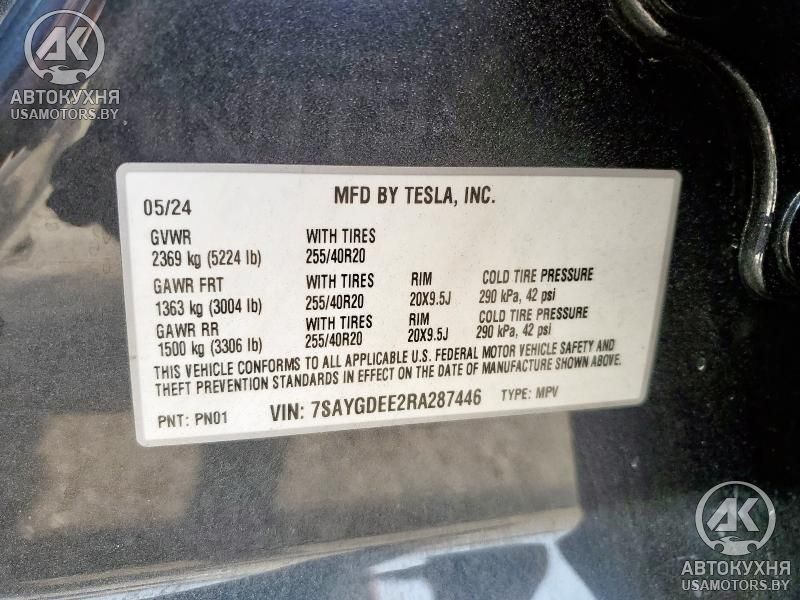 AK
АВТОКУХНЯ
USAMOTORS.BY
MFD BY TESLA, INC.
05/24
GVWR WITH TIRES
2369 kg (5224 lb) 255/40R20
GAWR FRT WITH TIRES RIM COLD TIRE PRESSURE
1363 kg (3004 lb) 255/40R20 20X9.5J 290 kPa, 42 psi
GAWR RR WITH TIRES RIM COLD TIRE PRESSURE
1500 kg (3306 lb) 255/40R20 20X9.5J 290 kPa, 42 psi
THIS VEHICLE CONFORMS TO ALL APPLICABLE U.S. FEDERAL MOTOR VEHICLE SAFETY AND
THEFT PREVENTION STANDARDS IN EFFECT ON THE DATE OF MANUFACTURE SHOWN ABOVE.
PNT: PN01 VIN: 7SAYGDEE2RA287446 TYPE: MPV
AK
АВТОКУХНЯ
USAMOTORS.BY